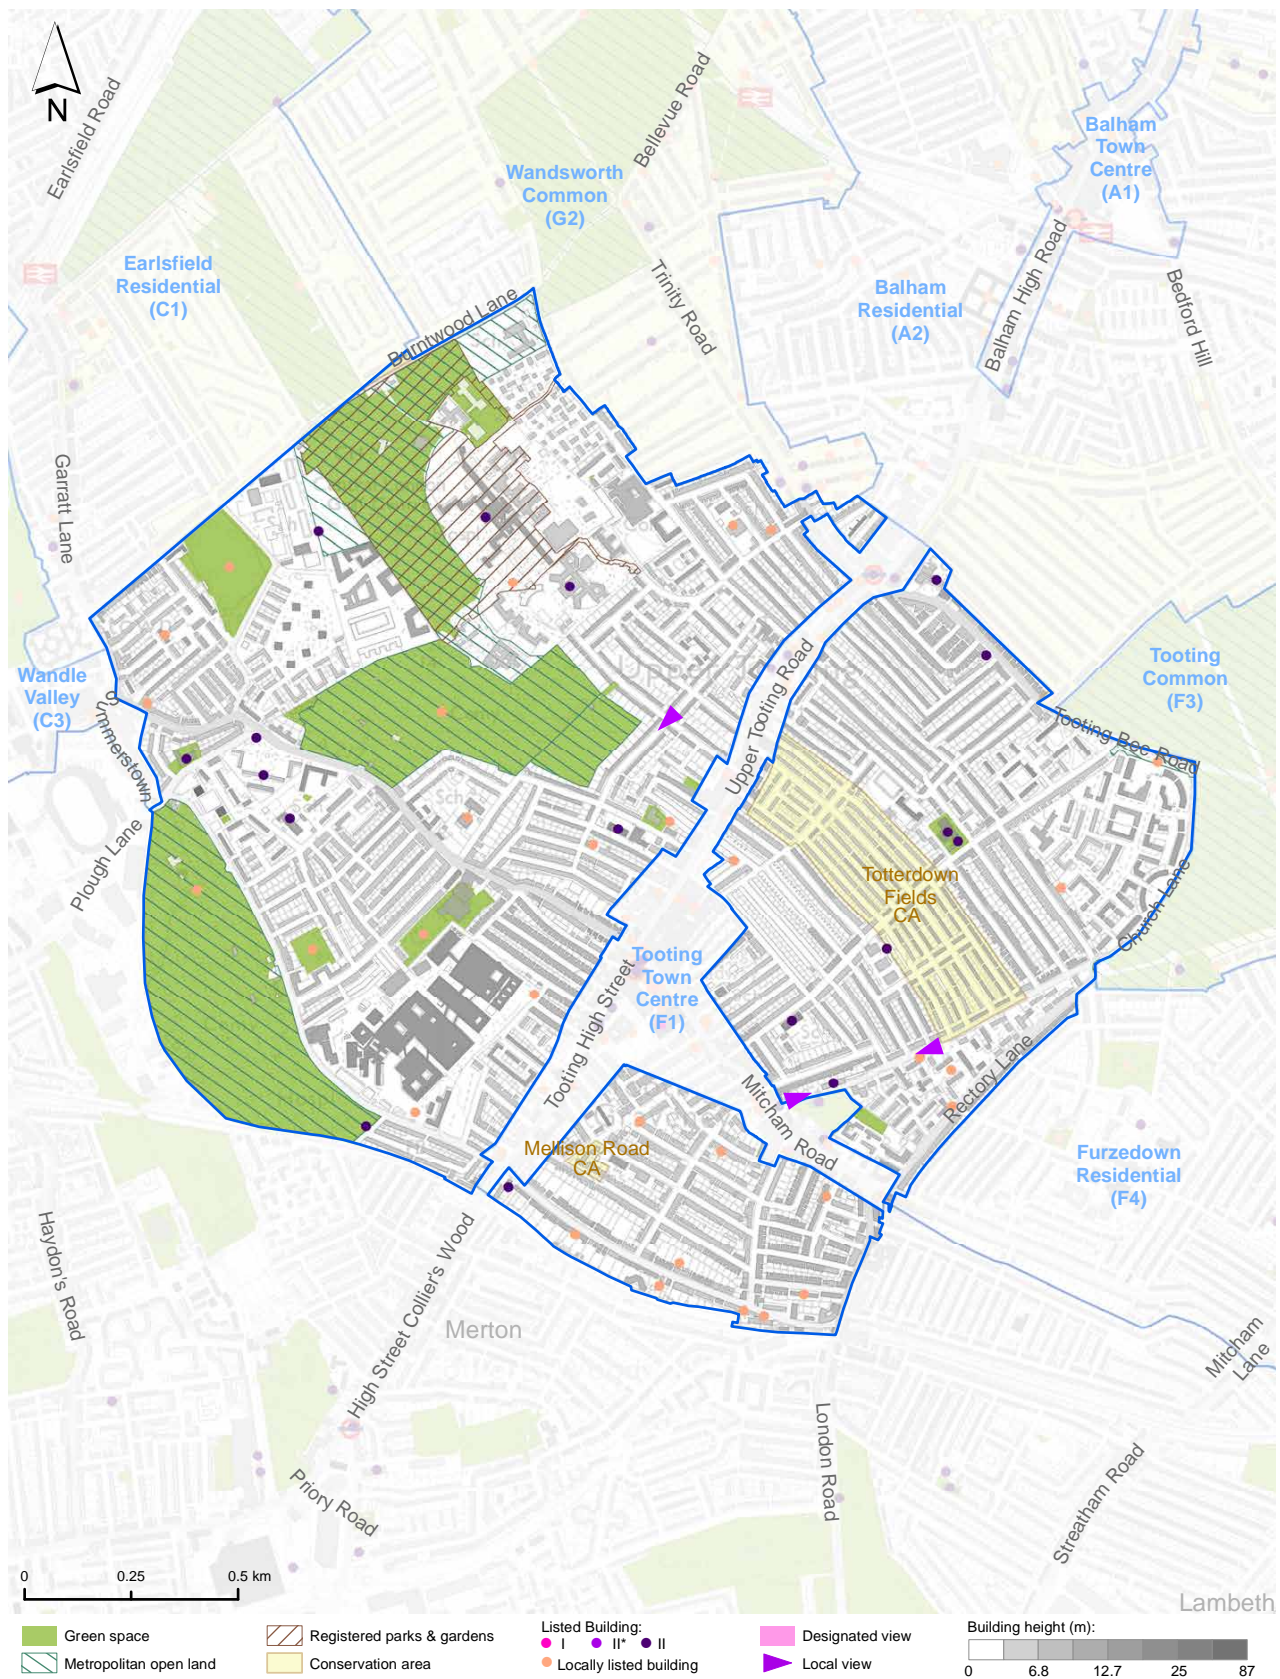 N
Earlsfield Road
Bellevue Road
Balham
Town
Centre
(A1)
Wandsworth
Common
(G2)
Earlsfield
Residential
(C1)
Trinity Road
Balham
Residential
(A2)
Balham High Road
Bedford Hill
Burntwood Lane
Garratt Lane
Upper Tooting
Wandle
Valley
(C3)
Summerstown
Upper Tooting Road
Tooting
Common
(F3)
Tooting Bec Road
Sch
Plough Lane
Totterdown
Fields
CA
Church Lane
Tooting
Town
Centre
(F1)
Tooting High Street
Mitcham Road
Rectory Lane
Mellison Road
CA
Furzedown
Residential
(F4)
Haydon's Road
High Street Collier's Wood
Merton
Mitcham
Lane
London Road
Streatham Road
Priory Road
Lambeth
0 0.25 0.5 km
Green space
Metropolitan open land
Registered parks & gardens
Conservation area
Listed Building:
I II* II
Locally listed building
Designated view
Local view
Building height (m):
0 6.8 12.7 25 87